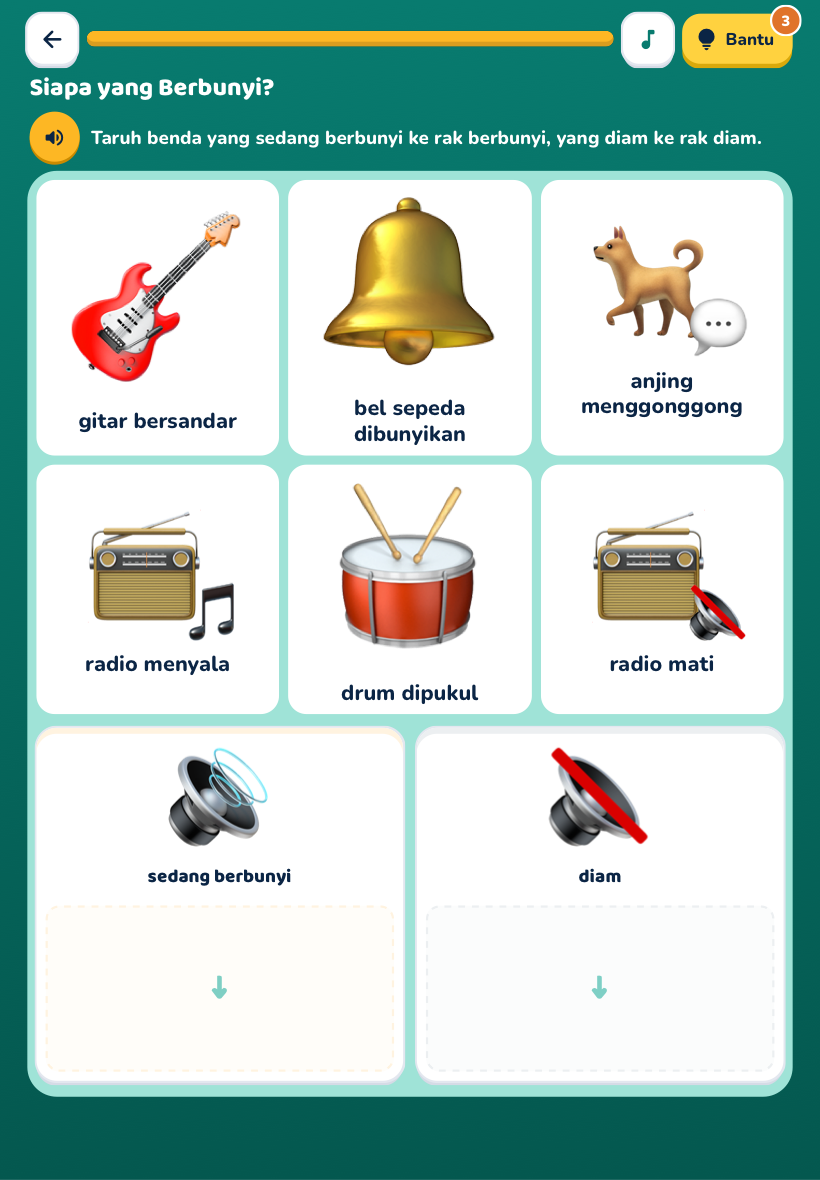 3
Bantu
Siapa yang Berbunyi?
Taruh benda yang sedang berbunyi ke rak berbunyi, yang diam ke rak diam.
gitar bersandar
bel sepeda
dibunyikan
anjing
menggonggong
radio menyala
drum dipukul
radio mati
sedang berbunyi
diam